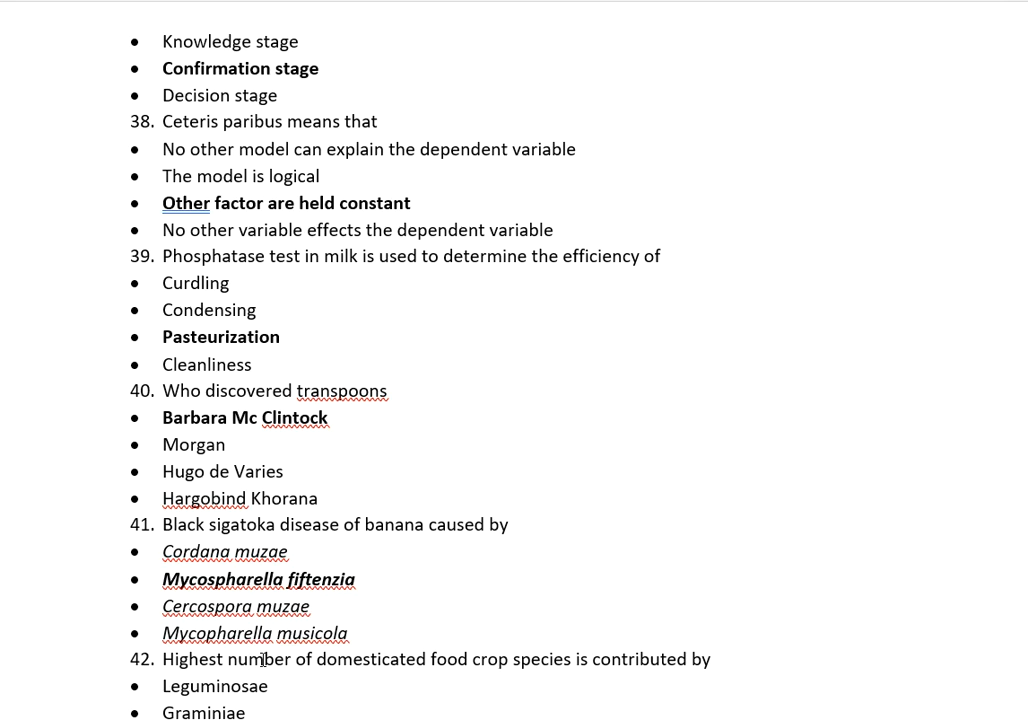 • Knowledge stage
• Confirmation stage
• Decision stage
38. Ceteris paribus means that
• No other model can explain the dependent variable
• The model is logical
• Other factor are held constant
• No other variable effects the dependent variable
39. Phosphatase test in milk is used to determine the efficiency of
• Curdling
• Condensing
• Pasteurization
• Cleanliness
40. Who discovered transpoons
• Barbara Mc Clintock
• Morgan
• Hugo de Varies
• Hargobind Khorana
41. Black sigatoka disease of banana caused by
• Cordana muzae
• Mycospharella fiftenzia
• Cercospora muzae
• Mycopharella musicola
42. Highest number of domesticated food crop species is contributed by
• Leguminosae
• Graminiae